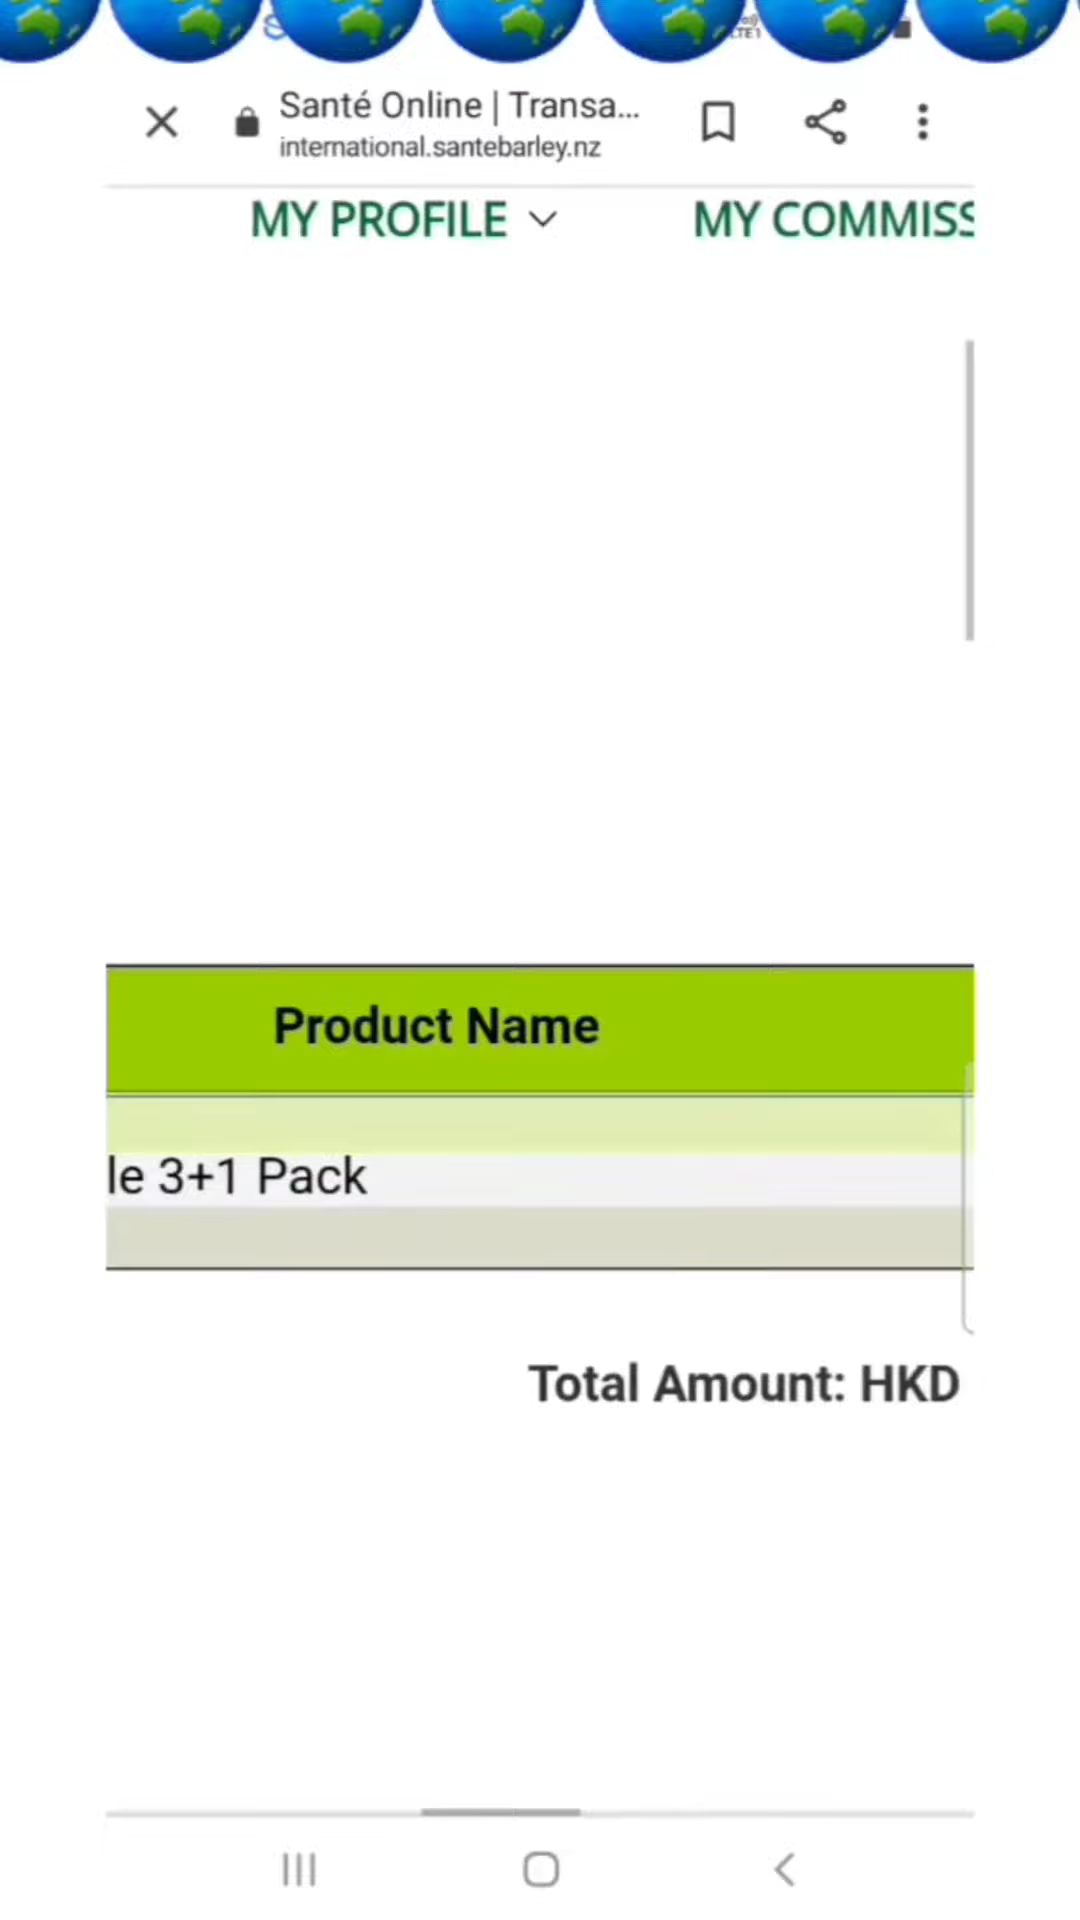 Santé Online | Transa...
international.santebarley.nz
MY PROFILE MY COMMISS
Product Name
le 3+1 Pack
Total Amount: HKD